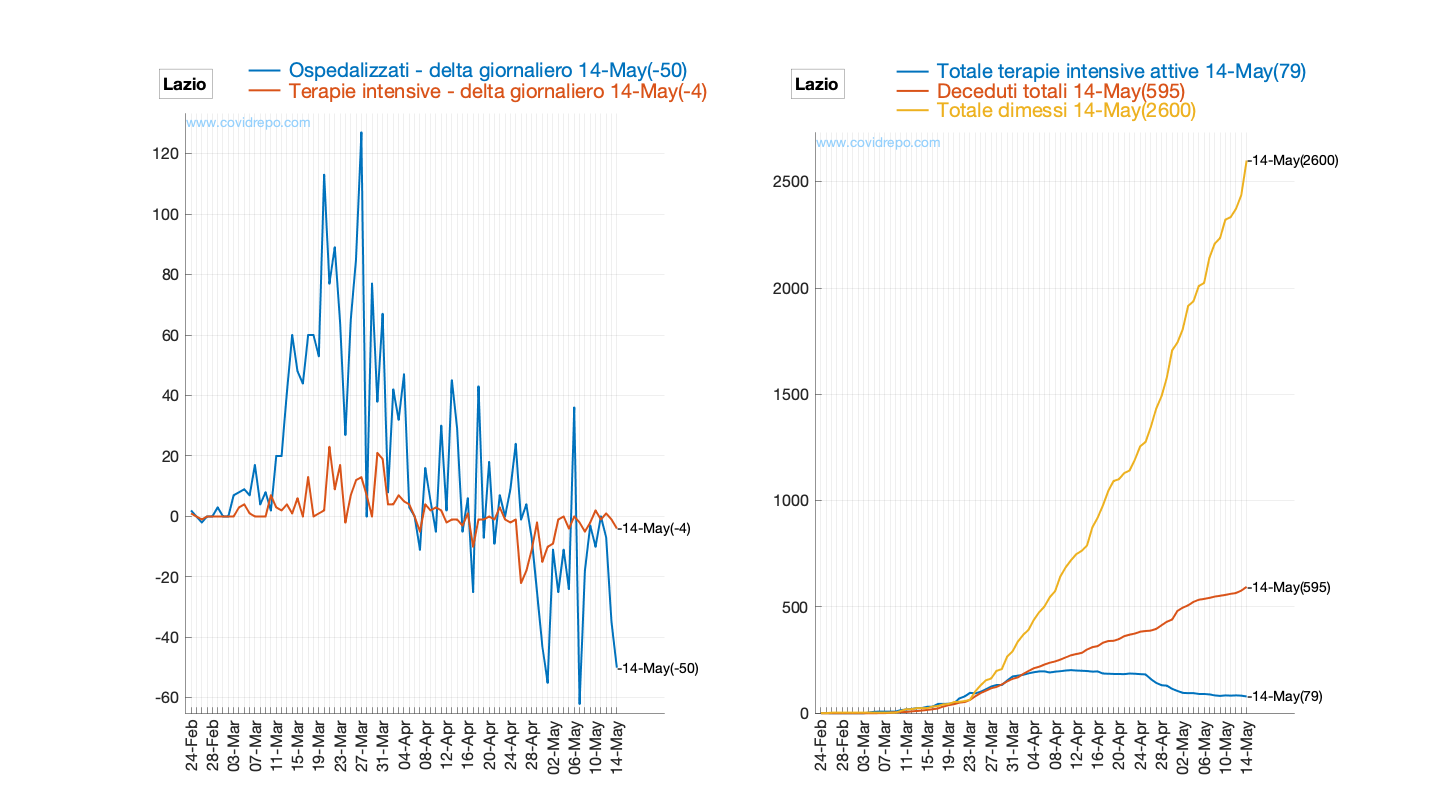 Lazio
Ospedalizzati - delta giornaliero 14-May(-50)
Terapie intensive - delta giornaliero 14-May(-4)
www.covidrepo.com
120
100
80
60
40
20
0
-20
-40
-60
-14-May(-4)
-14-May(-50)
24-Feb
28-Feb
03-Mar
07-Mar
11-Mar
15-Mar
19-Mar
23-Mar
27-Mar
31-Mar
04-Apr
08-Apr
12-Apr
16-Apr
20-Apr
24-Apr
28-Apr
02-May
06-May
10-May
14-May
Lazio
Totale terapie intensive attive 14-May(79)
Deceduti totali 14-May(595)
Totale dimessi 14-May(2600)
www.covidrepo.com
2500
2000
1500
1000
500
0
-14-May(2600)
-14-May(595)
-14-May(79)
24-Feb
28-Feb
03-Mar
07-Mar
11-Mar
15-Mar
19-Mar
23-Mar
27-Mar
31-Mar
04-Apr
08-Apr
12-Apr
16-Apr
20-Apr
24-Apr
28-Apr
02-May
06-May
10-May
14-May